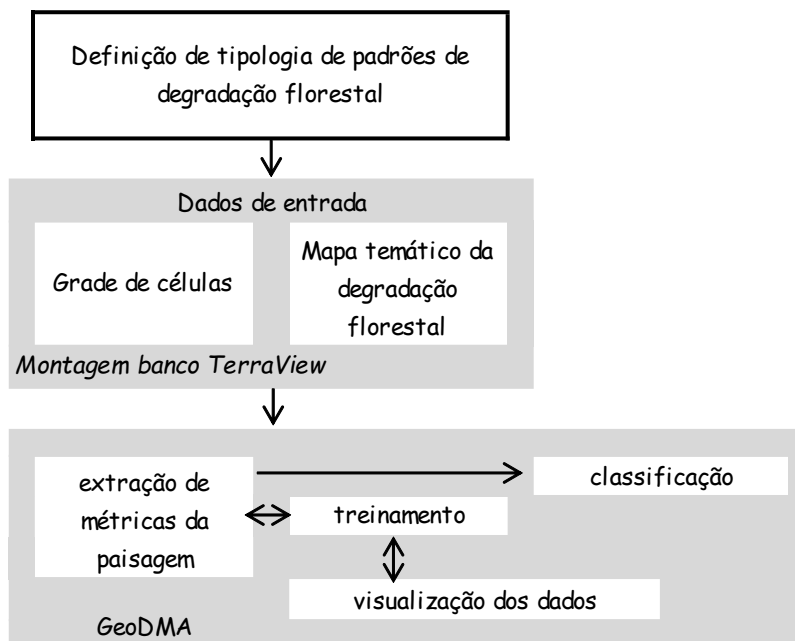 Definição de tipologia de padrões de
degradação florestal
Dados de entrada
Grade de células
Mapa temático da
degradação
florestal
Montagem banco TerraView
extração de
métricas da
paisagem
classificação
treinamento
visualização dos dados
GeoDMA